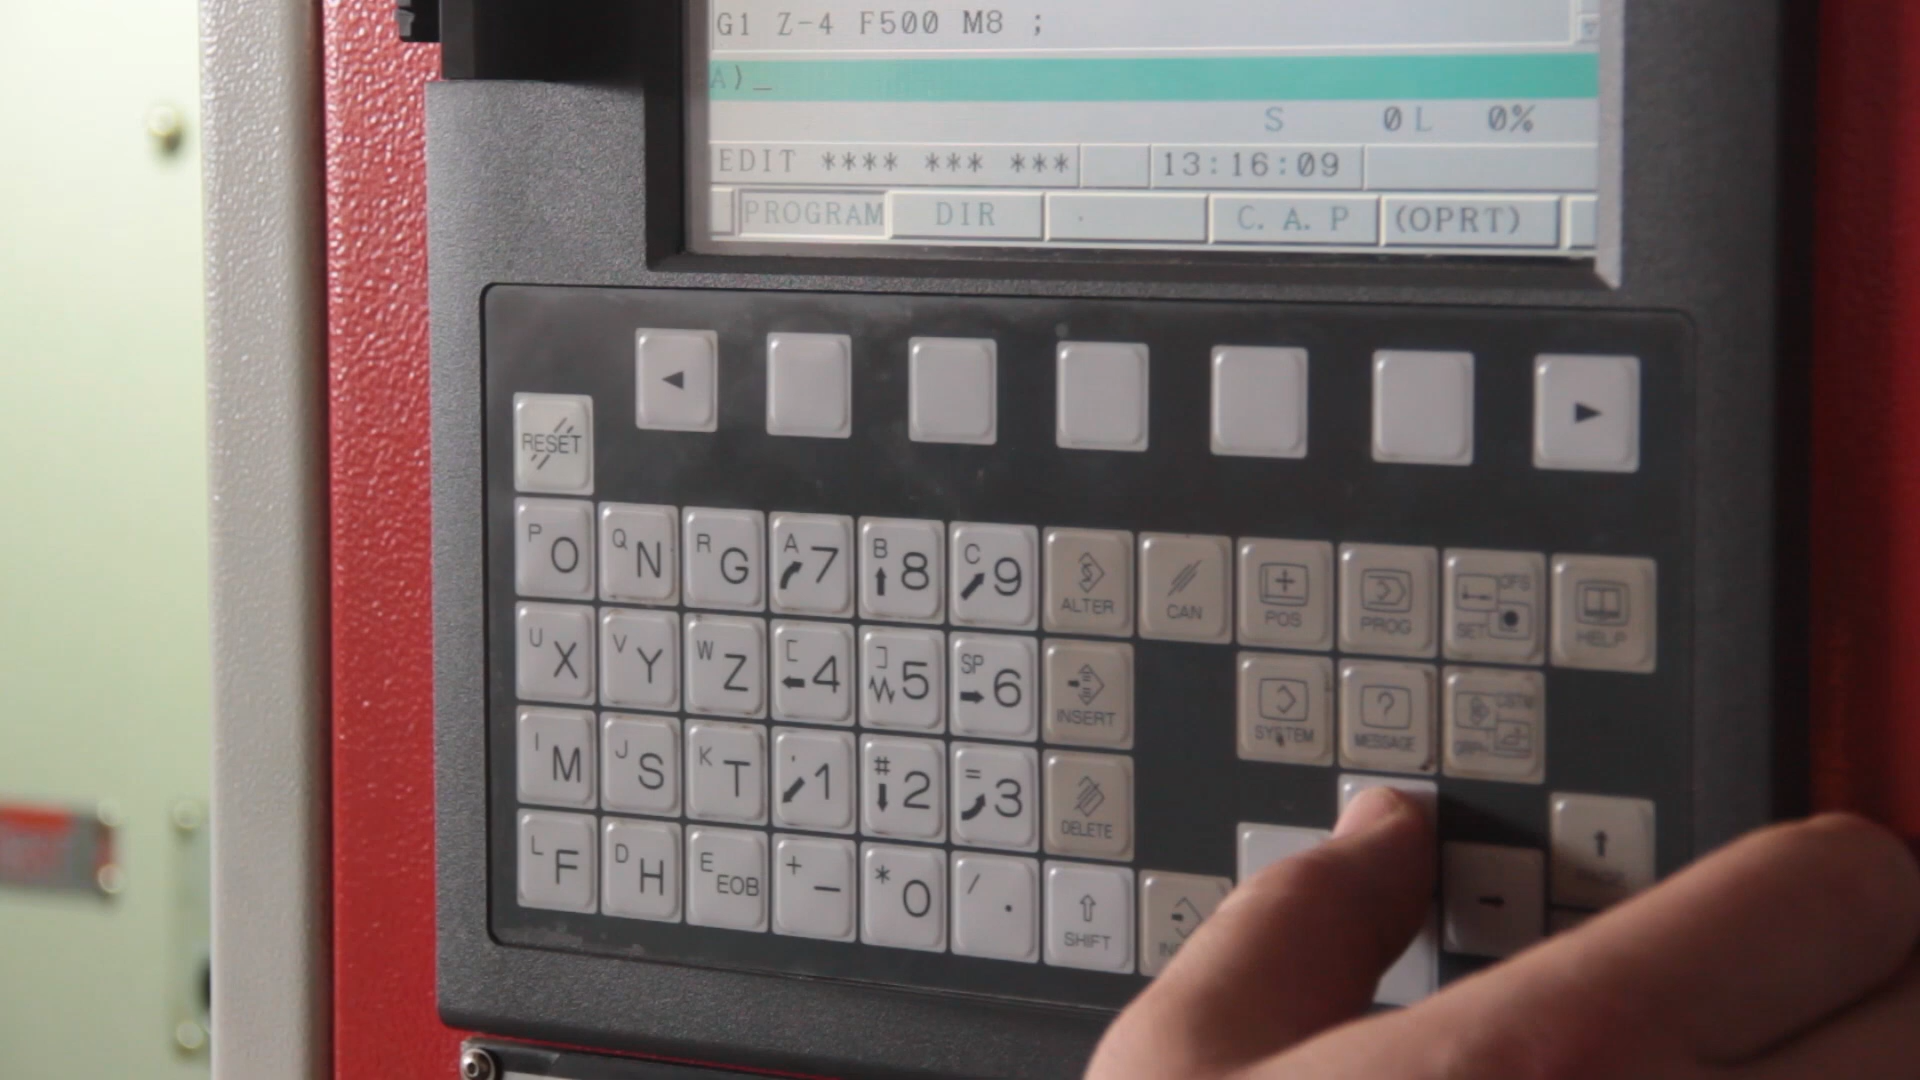 G1 Z-4 F500 M8 ;
A)_
S 0 L 0%
EDIT **** *** *** 13:16:09
PROGRAM DIR C.A.P (OPRT)
RESET
P O Q N R G A 7 B 8 C 9 ALTER CAN POS PROG OFS SET HELP
U X V Y W Z [ 4 ] 5 SP 6 INSERT SYSTEM MESSAGE CSTM GRPH
I M J S K T , 1 # 2 = 3 DELETE
L F D H E EOB + - * 0 / . SHIFT